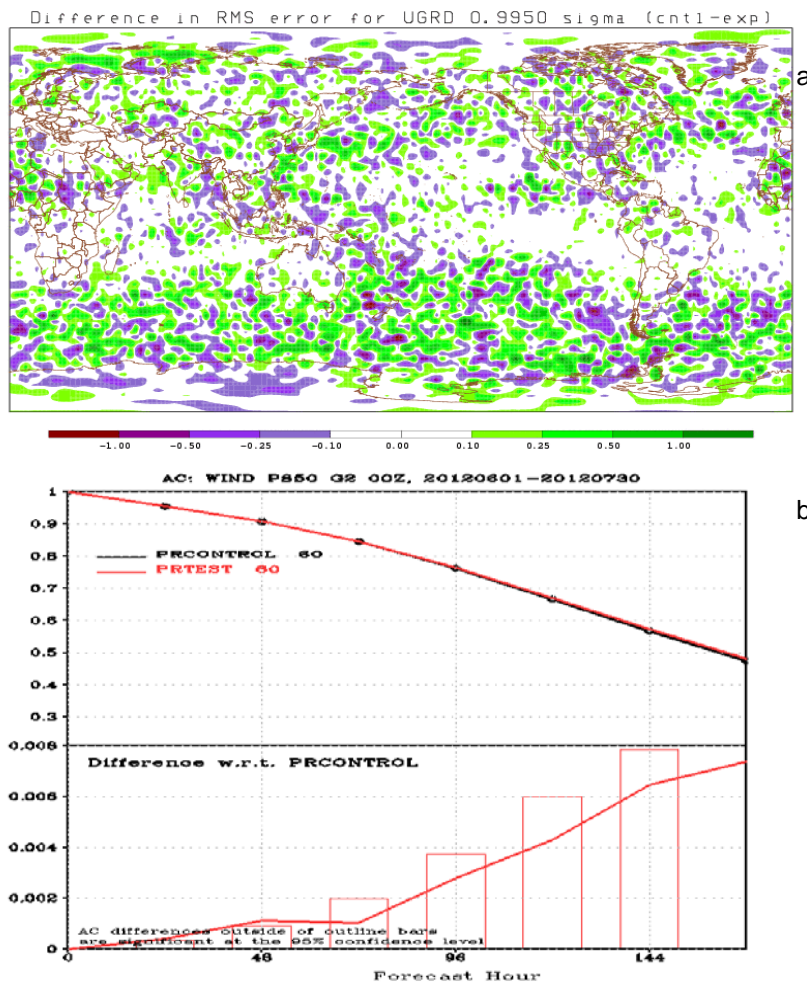 Difference in RMS error for UGRD 0.9950 sigma (cntl-exp)
a
-1.00 -0.50 -0.25 -0.10 0.00 0.10 0.25 0.50 1.00
AC: WIND P850 G2 00Z, 20120601-20120730
b
1
0.9
0.8
PRCONTROL 60
PRTEST 60
0.7
0.6
0.5
0.4
0.3
0.008
Difference w.r.t. PRCONTROL
0.006
0.004
0.002
AC differences outside of outline bars
are significant at the 95% confidence level
0
0 48 96 144
Forecast Hour